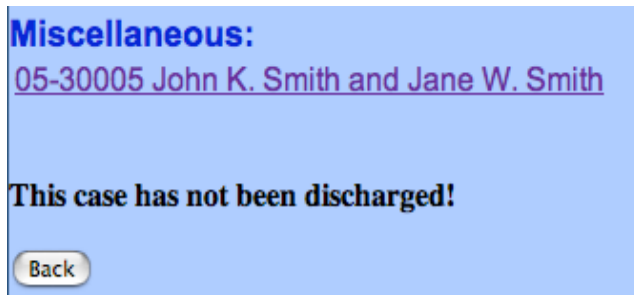 Miscellaneous:
05-30005 John K. Smith and Jane W. Smith
This case has not been discharged!
Back